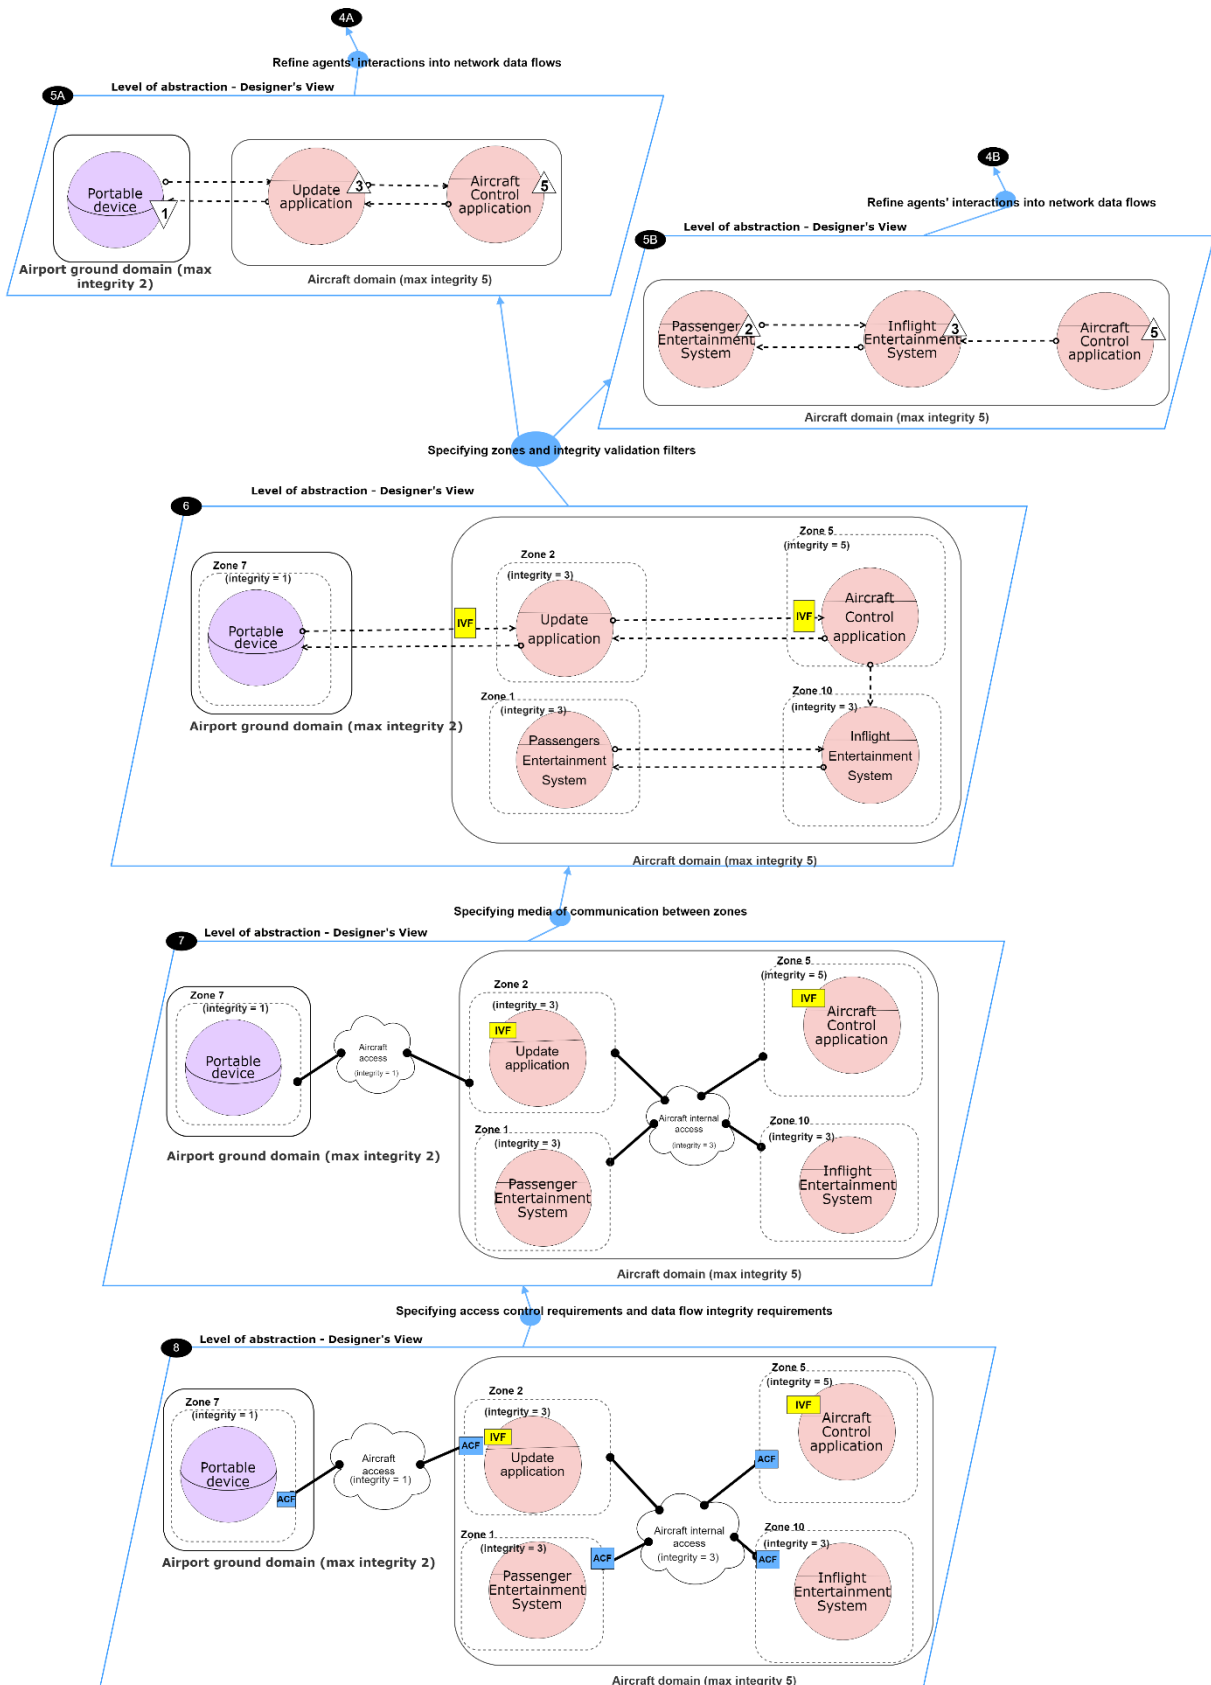 4A
Refine agents' interactions into network data flows
Level of abstraction - Designer's View
5A
Portable
device
1
Update
application
3
Aircraft
Control
application
5
Airport ground domain (max
integrity 2)
Aircraft domain (max integrity 5)
4B
Refine agents' interactions into network data flows
Level of abstraction - Designer's View
5B
Passenger
Entertainment
System
2
Inflight
Entertainment
System
3
Aircraft
Control
application
5
Aircraft domain (max integrity 5)
Specifying zones and integrity validation filters
Level of abstraction - Designer's View
6
Zone 7
(integrity = 1)
Portable
device
Airport ground domain (max integrity 2)
IVF
Zone 2
(integrity = 3)
Update
application
Zone 5
(integrity = 5)
IVF
Aircraft
Control
application
Zone 1
(integrity = 3)
Passengers
Entertainment
System
Zone 10
(integrity = 3)
Inflight
Entertainment
System
Aircraft domain (max integrity 5)
Specifying media of communication between zones
Level of abstraction - Designer's View
7
Zone 7
(integrity = 1)
Portable
device
Airport ground domain (max integrity 2)
Aircraft
access
(integrity = 1)
Zone 2
(integrity = 3)
IVF
Update
application
Zone 5
(integrity = 5)
IVF
Aircraft
Control
application
Aircraft internal
access
(integrity = 3)
Zone 1
(integrity = 3)
Passenger
Entertainment
System
Zone 10
(integrity = 3)
Inflight
Entertainment
System
Aircraft domain (max integrity 5)
Specifying access control requirements and data flow integrity requirements
Level of abstraction - Designer's View
8
Zone 7
(integrity = 1)
Portable
device
ACF
Airport ground domain (max integrity 2)
Aircraft
access
(integrity = 1)
Zone 2
(integrity = 3)
ACF
IVF
Update
application
Zone 5
(integrity = 5)
IVF
Aircraft
Control
application
ACF
Aircraft internal
access
(integrity = 3)
Zone 1
(integrity = 3)
ACF
Passenger
Entertainment
System
Zone 10
(integrity = 3)
ACF
Inflight
Entertainment
System
Aircraft domain (max integrity 5)